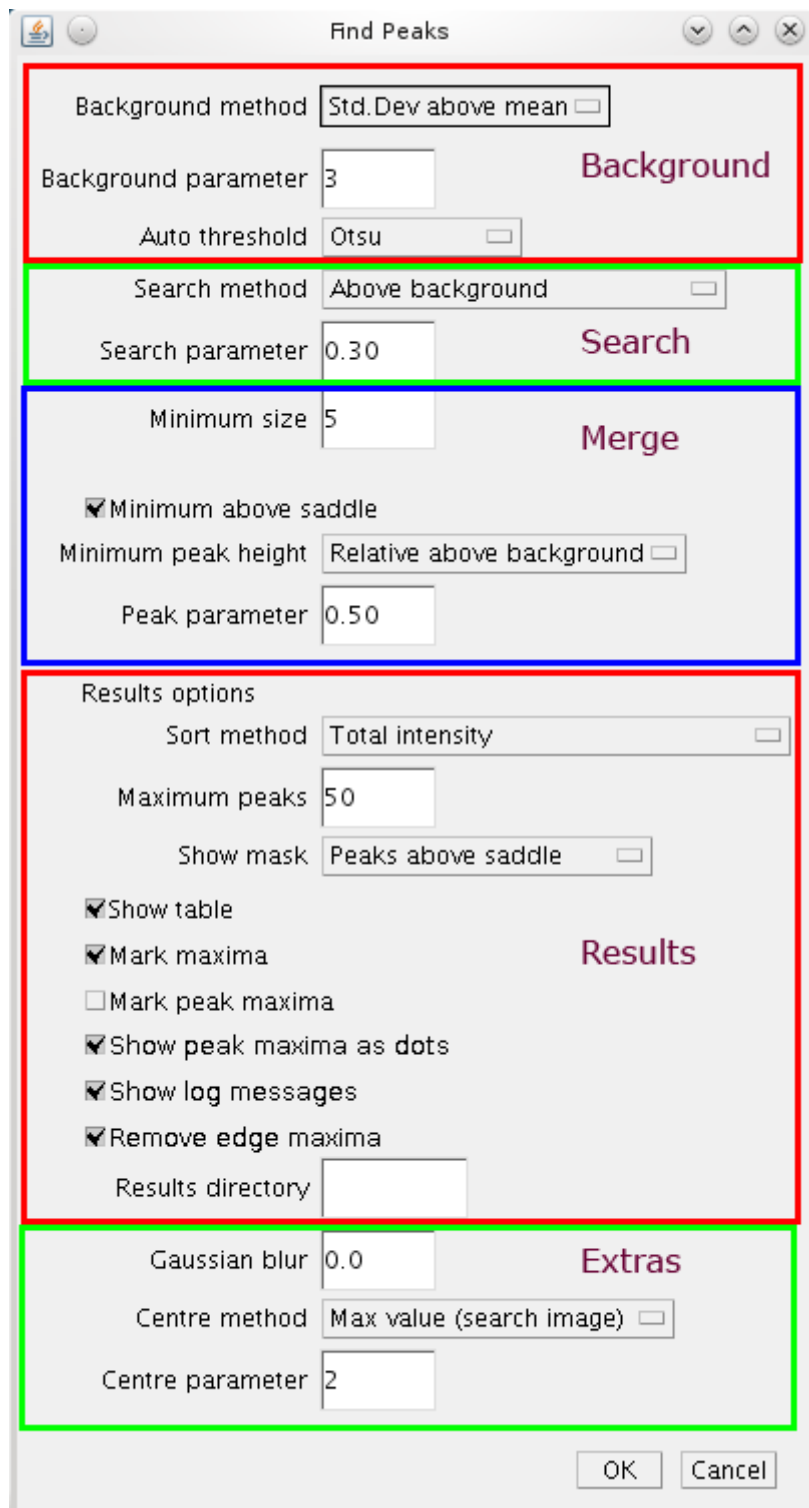 Find Peaks
Background method Std.Dev above mean
Background
Background parameter 3
Auto threshold Otsu
Search method Above background
Search parameter 0.30 Search
Minimum size 5
Merge
Minimum above saddle
Minimum peak height Relative above background
Peak parameter 0.50
Results options
Sort method Total intensity
Maximum peaks 50
Show mask Peaks above saddle
Show table
Mark maxima Results
Mark peak maxima
Show peak maxima as dots
Show log messages
Remove edge maxima
Results directory
Gaussian blur 0.0 Extras
Centre method Max value (search image)
Centre parameter 2
OK Cancel